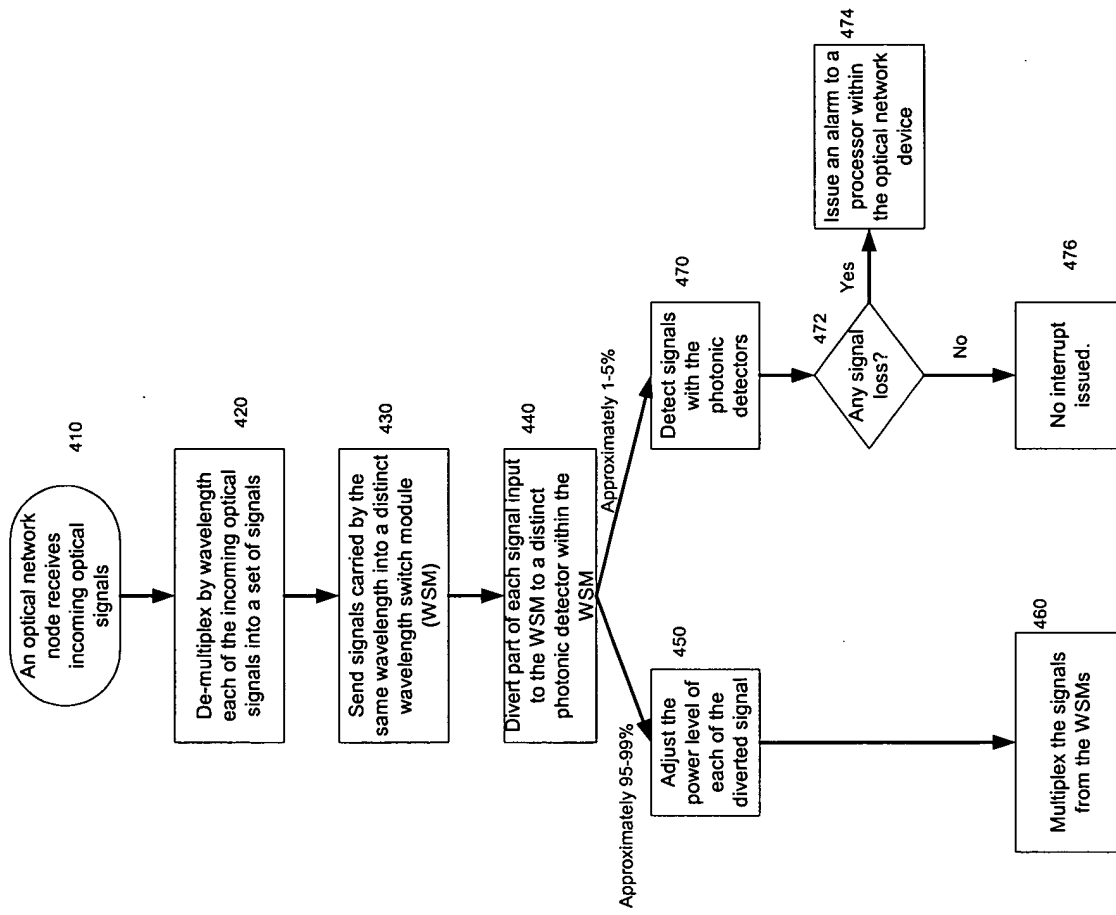 An optical network
node receives
incoming optical
signals
410
De-multiplex by wavelength
each of the incoming optical
signals into a set of signals
420
Send signals carried by the
same wavelength into a distinct
wavelength switch module
(WSM)
430
Divert part of each signal input
to the WSM to a distinct
photonic detector within the
WSM
440
Approximately 95-99%
Approximately 1-5%
Adjust the
power level of
each of the
diverted signal
450
Multiplex the signals
from the WSMs
460
Detect signals
with the
photonic
detectors
470
Any signal
loss?
472
Yes
No
Issue an alarm to a
processor within
the optical network
device
474
No interrupt
issued.
476